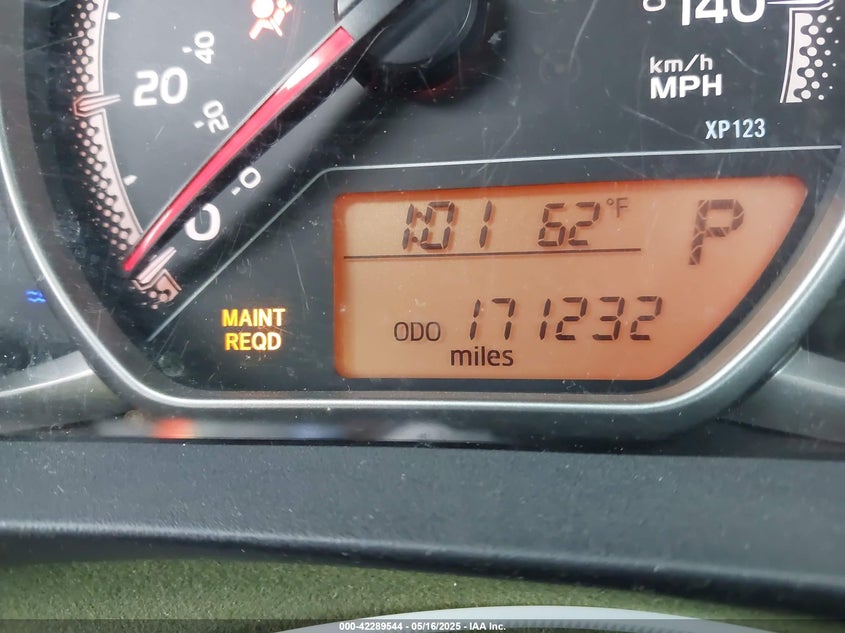 40
20
20
0
0
140
km/h
MPH
XP123
1:01 62°F P
MAINT
REQD
ODO 171232
miles
000-42289544 - 05/16/2025 - IAA Inc.